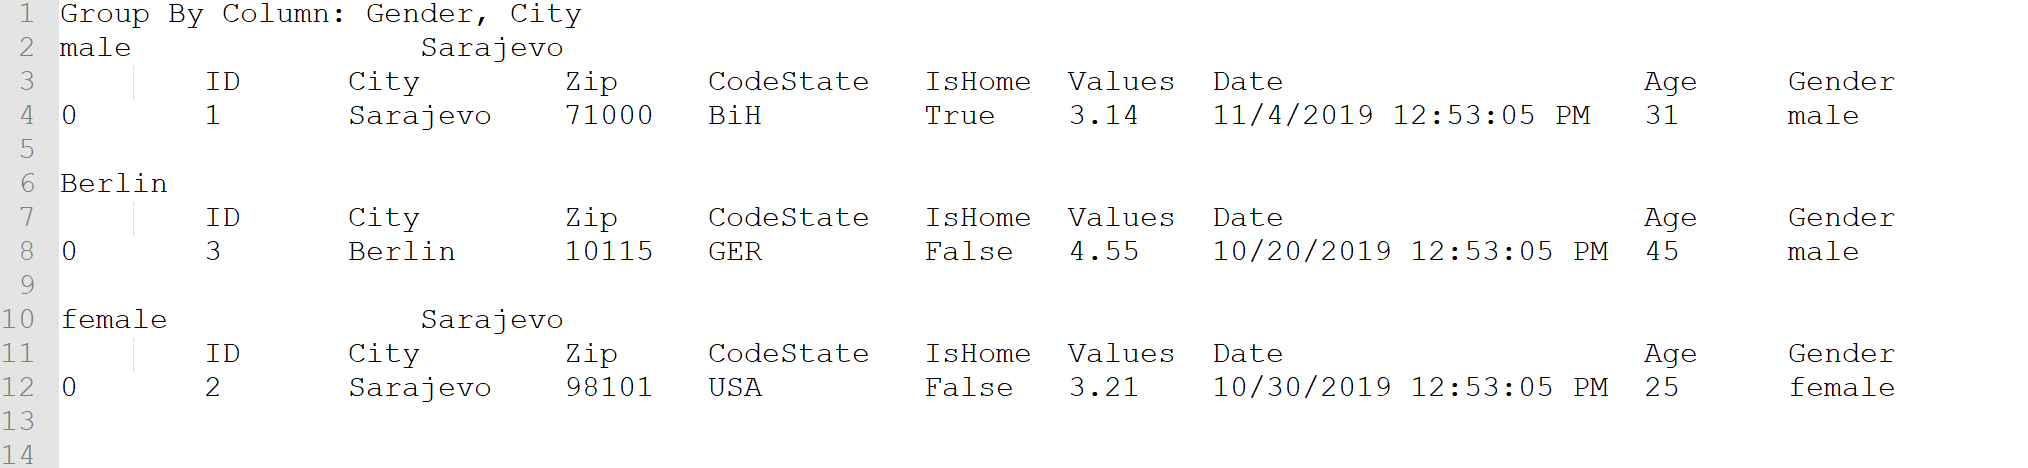 1 Group By Column: Gender, City
2 male Sarajevo
3 ID City Zip CodeState IsHome Values Date Age Gender
4 0 1 Sarajevo 71000 BiH True 3.14 11/4/2019 12:53:05 PM 31 male
5
6 Berlin
7 ID City Zip CodeState IsHome Values Date Age Gender
8 0 3 Berlin 10115 GER False 4.55 10/20/2019 12:53:05 PM 45 male
9
10 female Sarajevo
11 ID City Zip CodeState IsHome Values Date Age Gender
12 0 2 Sarajevo 98101 USA False 3.21 10/30/2019 12:53:05 PM 25 female
13
14